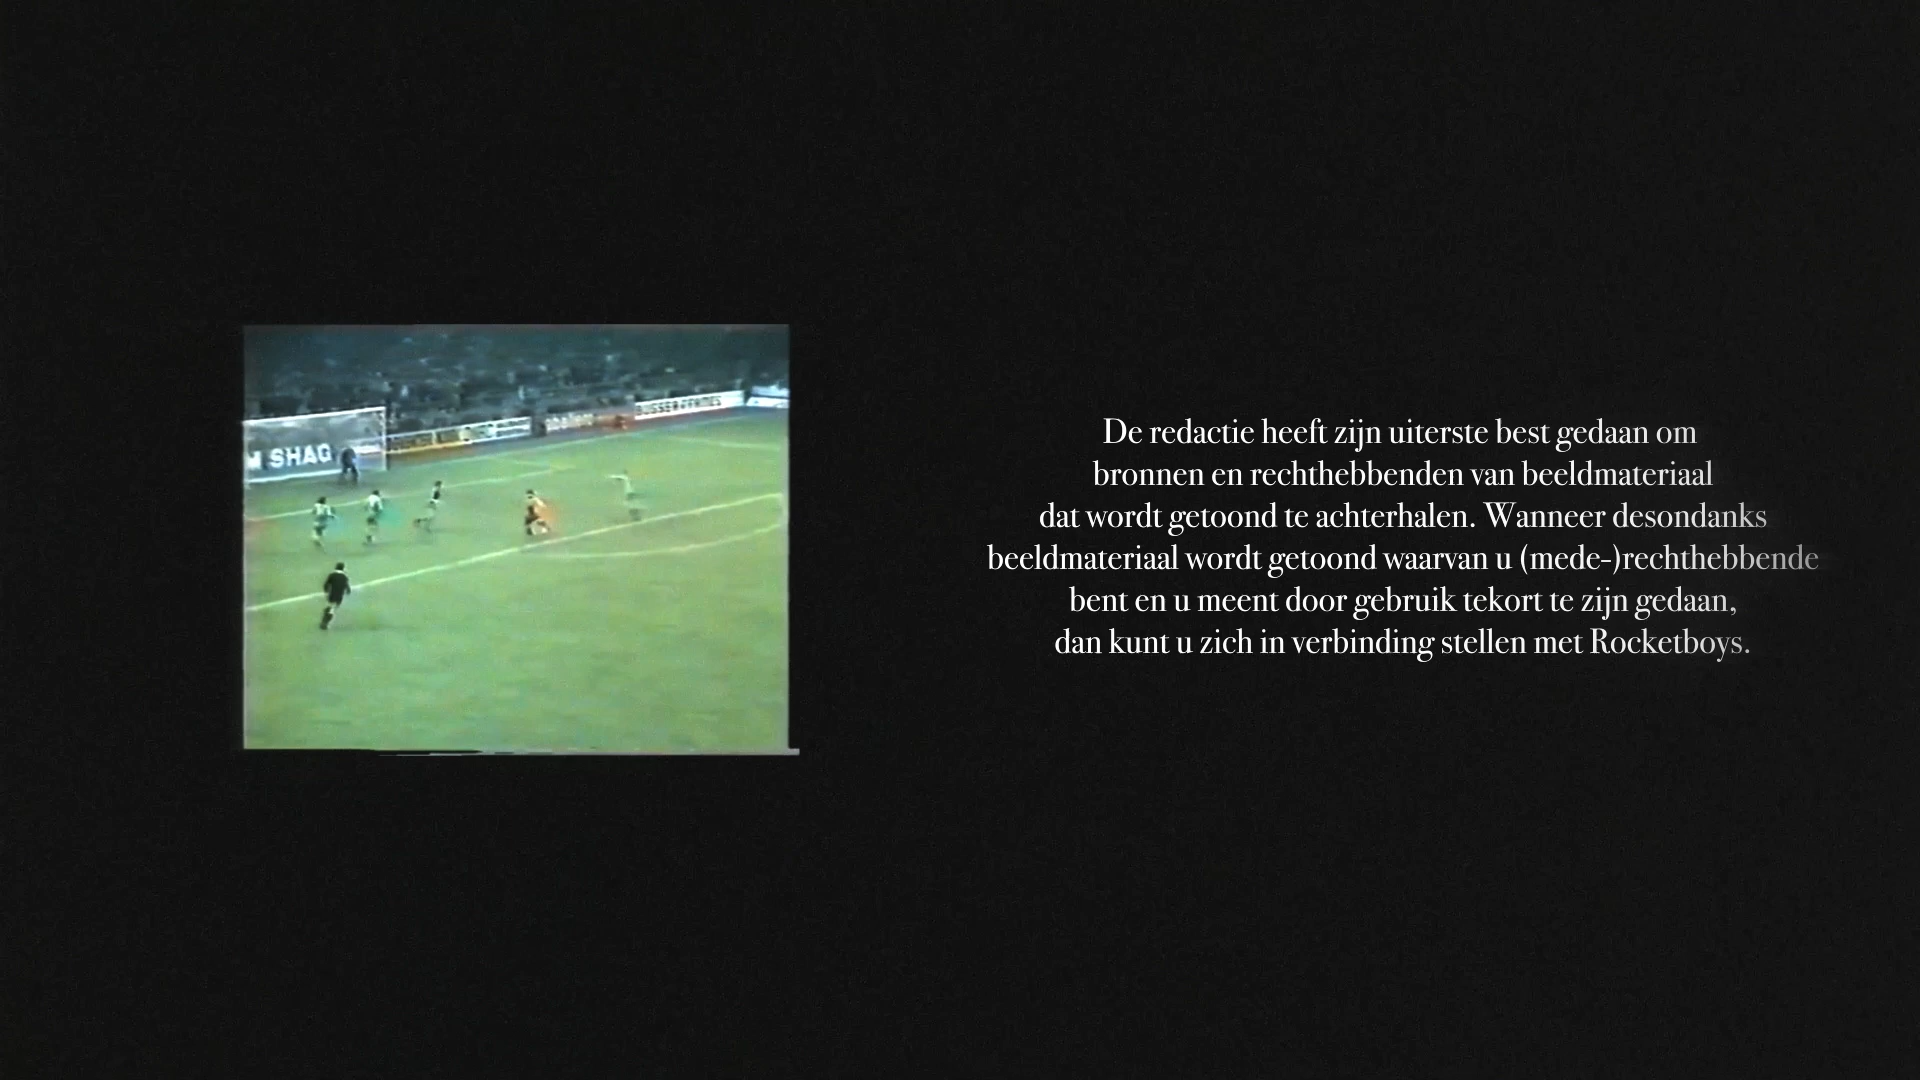 SHAG
De redactie heeft zijn uiterste best gedaan om
bronnen en rechthebbenden van beeldmateriaal
dat wordt getoond te achterhalen. Wanneer desondanks
beeldmateriaal wordt getoond waarvan u (mede-)rechthebbende
bent en u meent door gebruik tekort te zijn gedaan,
dan kunt u zich in verbinding stellen met Rocketboys.